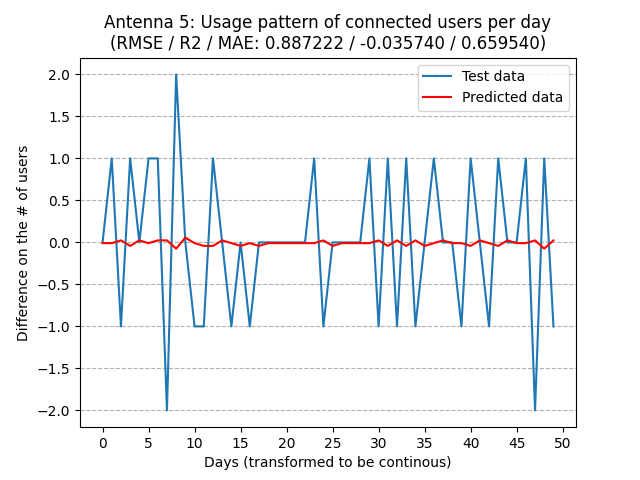 Antenna 5: Usage pattern of connected users per day
(RMSE / R2 / MAE: 0.887222 / -0.035740 / 0.659540)
Test data
Predicted data
2.0
1.5
1.0
0.5
0.0
−0.5
−1.0
−1.5
−2.0
Difference on the # of users
0 5 10 15 20 25 30 35 40 45 50
Days (transformed to be continous)